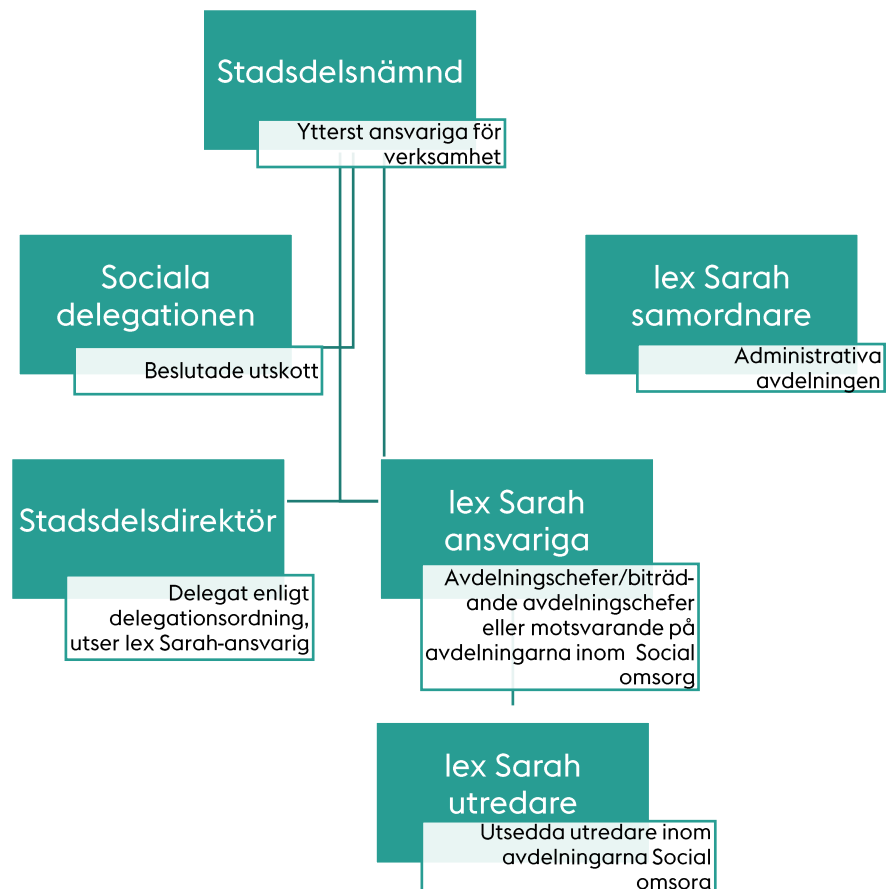 Stadsdelsnämnd
Ytterst ansvariga för
verksamhet
Sociala
delegationen
Beslutade utskott
lex Sarah
samordnare
Administrativa
avdelningen
Stadsdelsdirektör
Delegat enligt
delegationsordning,
utser lex Sarah-ansvarig
lex Sarah
ansvariga
Avdelningschefer/biträd-
ande avdelningschefer
eller motsvarande på
avdelningarna inom  Social
omsorg
lex Sarah
utredare
Utsedda utredare inom
avdelningarna Social
omsorg